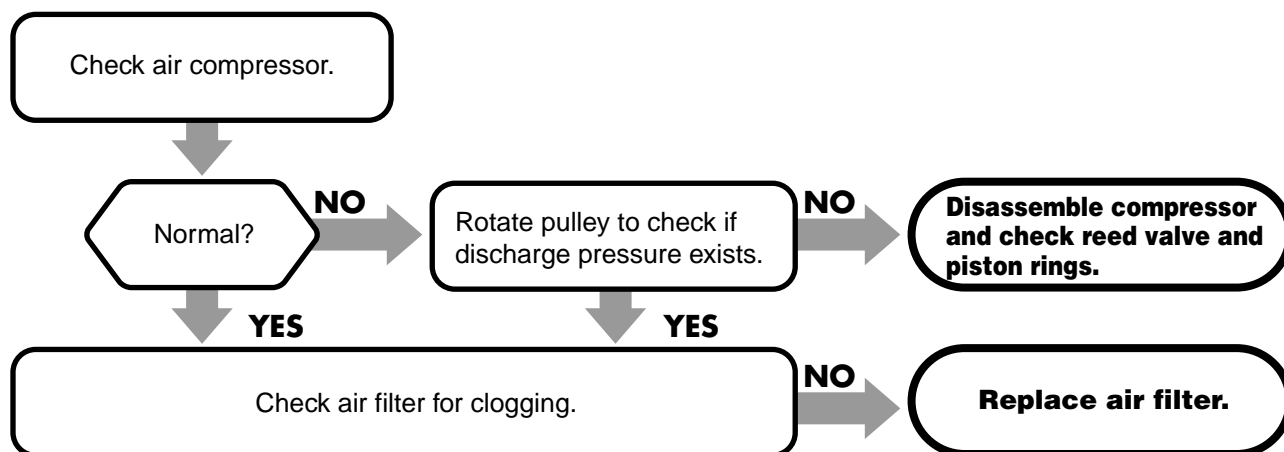 Check air compressor.
Normal?
NO
Rotate pulley to check if
discharge pressure exists.
NO
Disassemble compressor
and check reed valve and
piston rings.
YES
YES
Check air filter for clogging.
NO
Replace air filter.